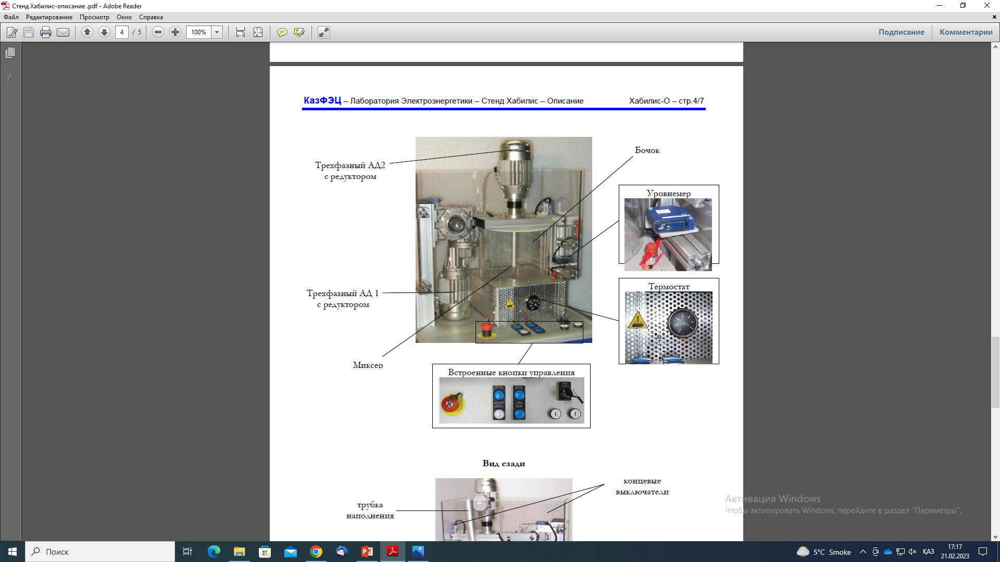 Стенд Хабилис-описание .pdf - Adobe Reader
Файл Редактирование Просмотр Окно Справка
4 / 5 100%
Подписание Комментарии
КазФЭЦ – Лаборатория Электроэнергетики – Стенд Хабилис – Описание Хабилис-О – стр.4/7
Бочок
Трехфазный АД2
с редуктором
Уровнемер
Термостат
Трехфазный АД 1
с редуктором
Миксер
Встроенные кнопки управления
Вид сзади
концевые
выключатели
трубка
наполнения
Активация Windows
Чтобы активировать Windows, перейдите в раздел "Параметры".
Поиск
5°C Smoke
ҚАЗ
17:17
21.02.2023